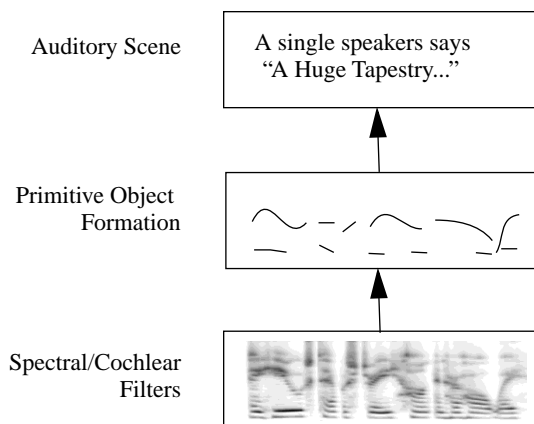 Auditory Scene
A single speakers says
“A Huge Tapestry...”
Primitive Object
Formation
Spectral/Cochlear
Filters